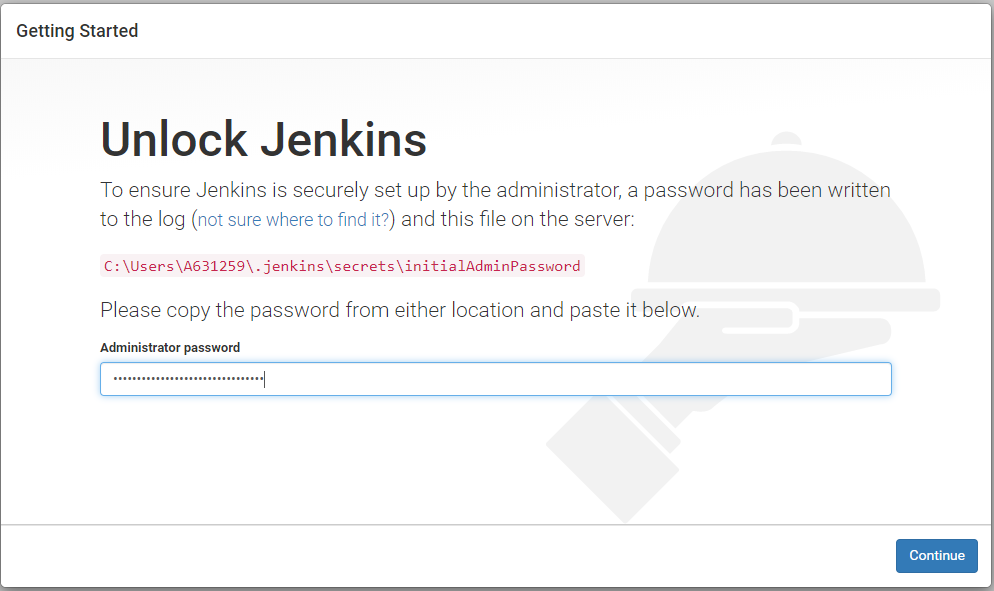 Getting Started
Unlock Jenkins
To ensure Jenkins is securely set up by the administrator, a password has been written
to the log (not sure where to find it?) and this file on the server:
C:\Users\A631259\.jenkins\secrets\initialAdminPassword
Please copy the password from either location and paste it below.
Administrator password
••••••••••••••••••••••••••••••••
Continue